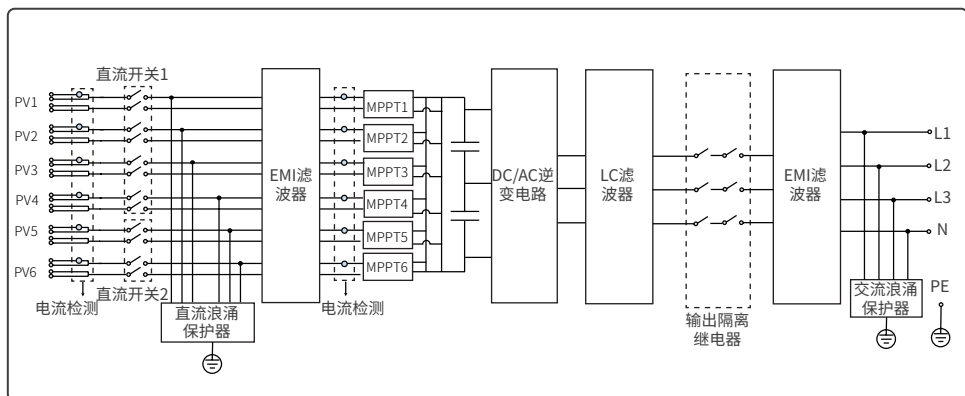 直流开关1
PV1
PV2
PV3
PV4
PV5
PV6
电流检测
直流开关2
直流浪涌
保护器
EMI滤
波器
电流检测
MPPT1
MPPT2
MPPT3
MPPT4
MPPT5
MPPT6
DC/AC逆
变电路
LC滤
波器
输出隔离
继电器
EMI滤
波器
L1
L2
L3
N
交流浪涌
保护器
PE